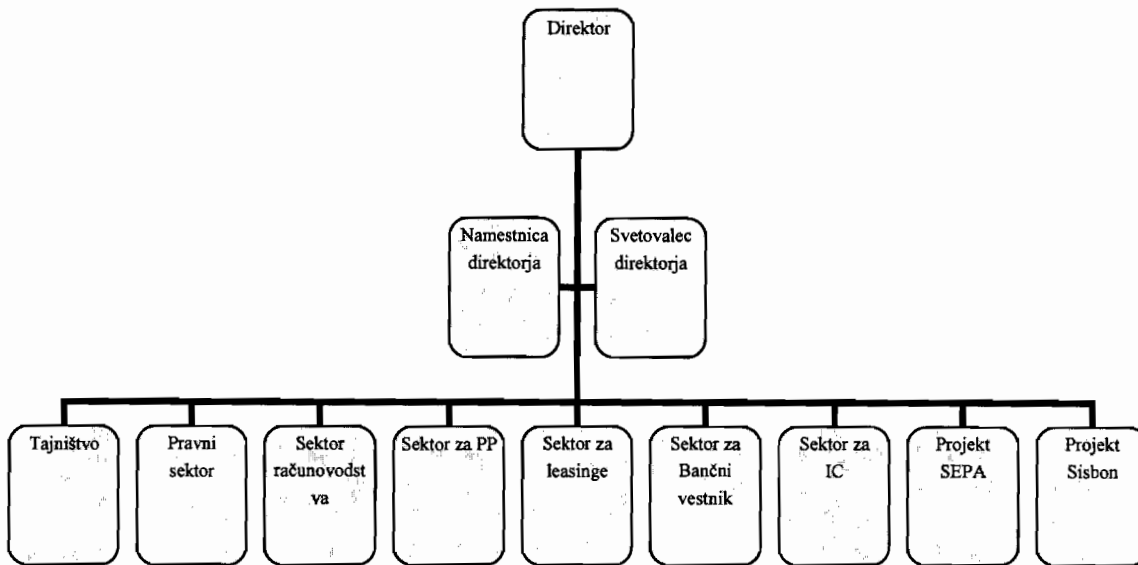 Direktor
Namestnica
direktorja
Svetovalec
direktorja
Tajništvo
Pravni
sektor
Sektor
računovodst
va
Sektor za PP
Sektor za
leasinge
Sektor za
Bančni
vestnik
Sektor za
IC
Projekt
SEPA
Projekt
Sisbon